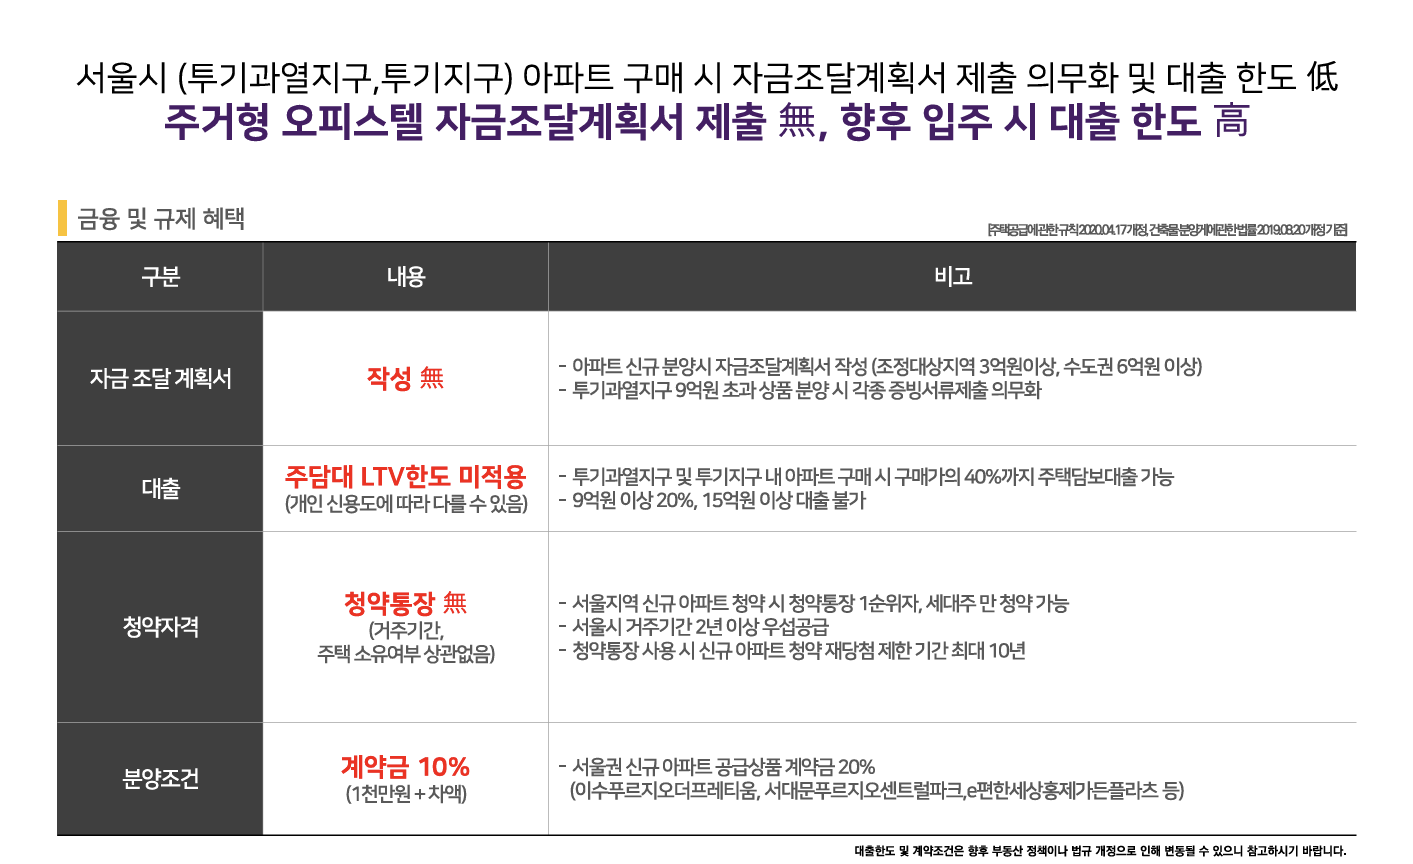 서울시 (투기과열지구,투기지구) 아파트 구매 시 자금조달계획서 제출 의무화 및 대출 한도 低
주거형 오피스텔 자금조달계획서 제출 無, 향후 입주 시 대출 한도 高
금융 및 규제 혜택
[주택공급에 관한 규칙 2020.04.17 개정, 건축물 분양게 에 관한 법률 2019.08.20 개정 기준]
구분 내용 비고
자금 조달 계획서
작성 無
- 아파트 신규 분양시 자금조달계획서 작성 (조정대상지역 3억원이상, 수도권 6억원 이상)
- 투기과열지구 9억원 초과 상품 분양 시 각종 증빙서류제출 의무화
대출
주담대 LTV한도 미적용
(개인 신용도에 따라 다를 수 있음)
- 투기과열지구 및 투기지구 내 아파트 구매 시 구매가의 40%까지 주택담보대출 가능
- 9억원 이상 20%, 15억원 이상 대출 불가
청약자격
청약통장 無
(거주기간,
주택 소유여부 상관없음)
- 서울지역 신규 아파트 청약 시 청약통장 1순위자, 세대주 만 청약 가능
- 서울시 거주기간 2년 이상 우섭공급
- 청약통장 사용 시 신규 아파트 청약 재당첨 제한 기간 최대 10년
분양조건
계약금 10%
(1천만원 + 차액)
- 서울권 신규 아파트 공급상품 계약금 20%
(이수푸르지오더프레티움, 서대문푸르지오센트럴파크,e편한세상홍제가든플라츠 등)
대출한도 및 계약조건은 향후 부동산 정책이나 법규 개정으로 인해 변동될 수 있으니 참고하시기 바랍니다.